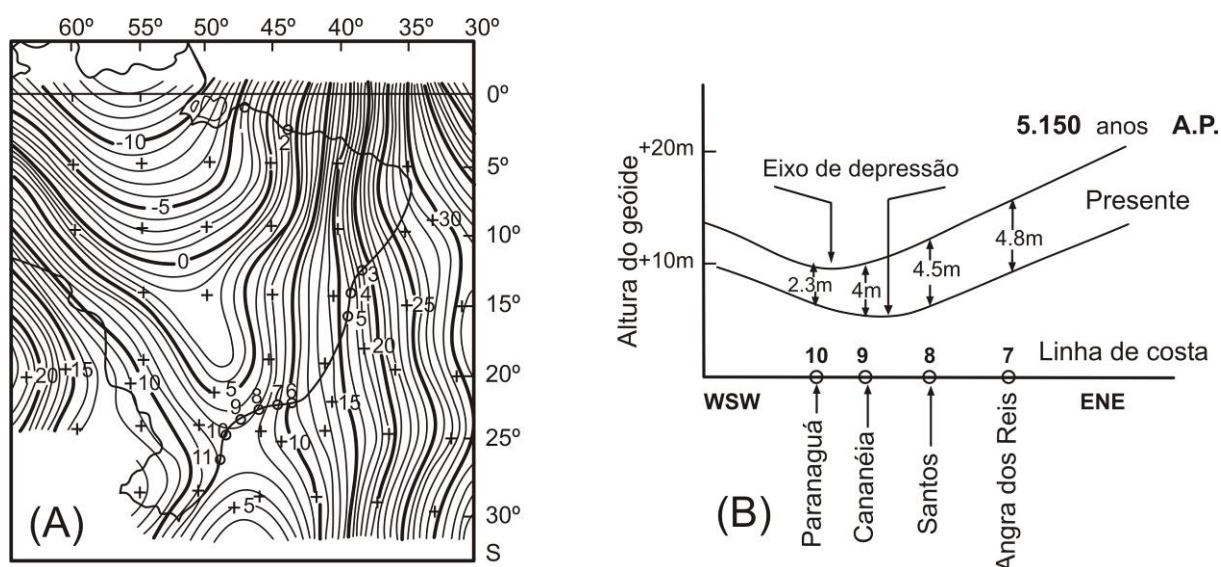 60º 55º 50º 45º 40º 35º 30º
0º
5º
10º
15º
20º
25º
30º
S
-10
-5
0
+30
25
20
15
10
5
+10
20
15
5
1
2
3
4
5
6
7
8
9
10
11
(A)
5.150 anos A.P.
+20m
Eixo de depressão
Presente
Altura do geóide
+10m
2.3m
4m
4.5m
4.8m
10 9 8 7 Linha de costa
WSW ENE
Paranaguá
Cananéia
Santos
Angra dos Reis
(B)